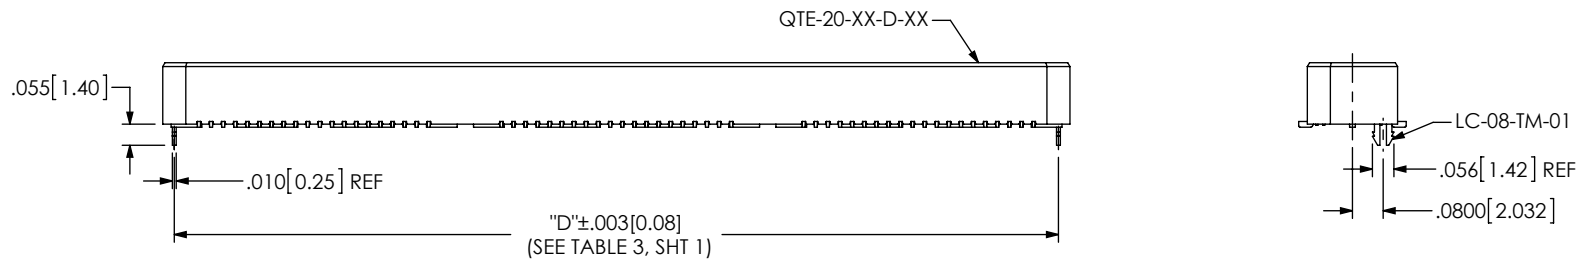 QTE-20-XX-D-XX
.055[1.40]
LC-08-TM-01
.056[1.42] REF
.010[0.25] REF
.0800[2.032]
"D"±.003[0.08]
(SEE TABLE 3, SHT 1)